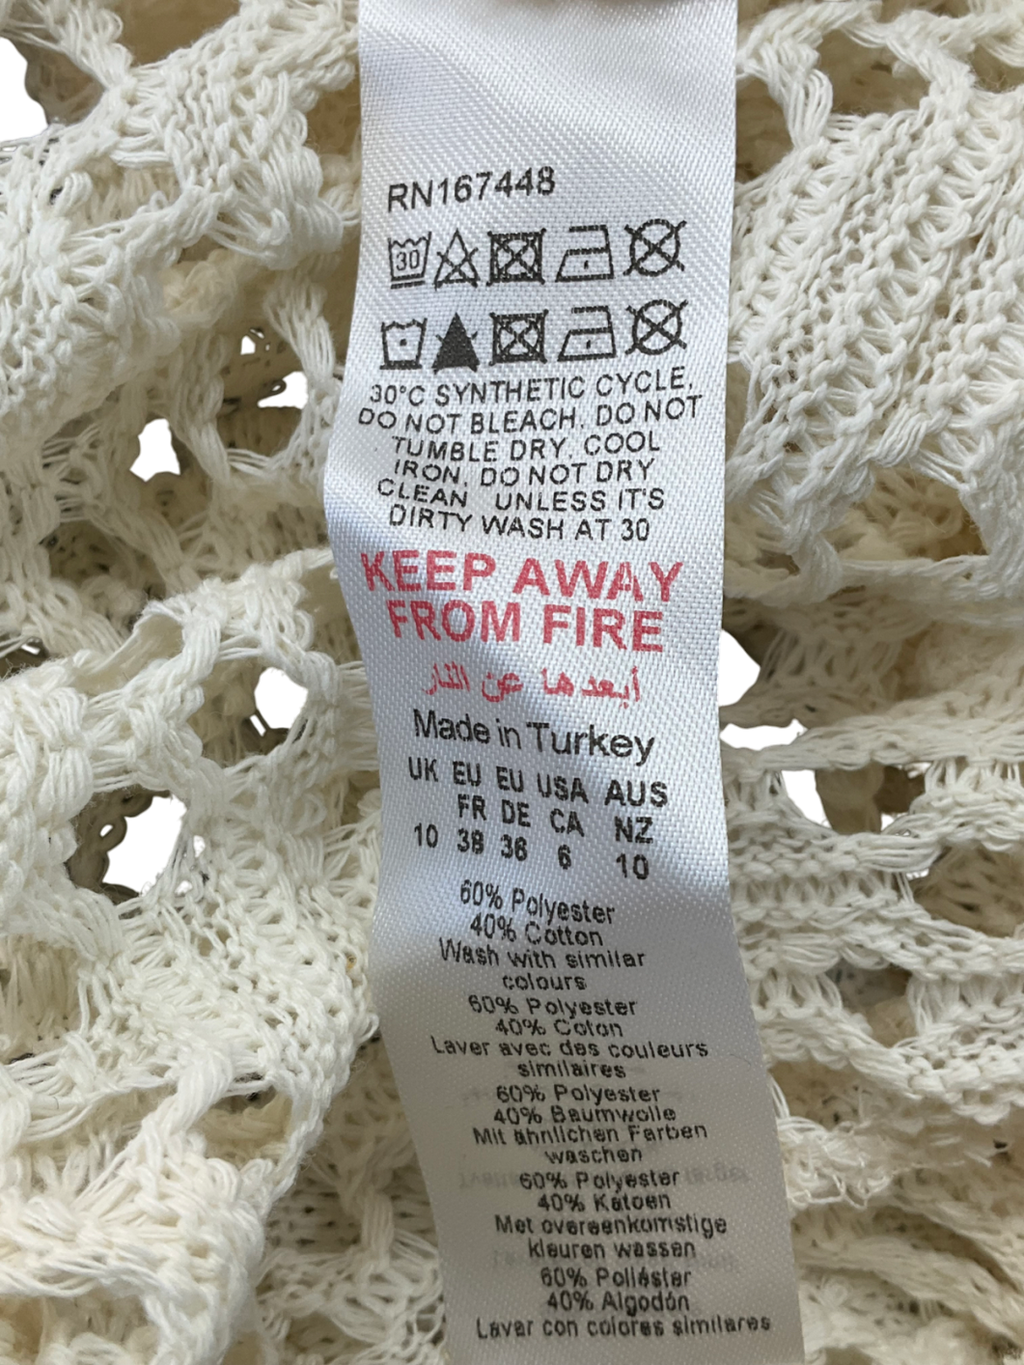 RN167448
30
30°C SYNTHETIC CYCLE,
DO NOT BLEACH. DO NOT
TUMBLE DRY. COOL
IRON. DO NOT DRY
CLEAN. UNLESS IT'S
DIRTY WASH AT 30
KEEP AWAY
FROM FIRE
أبعدها عن النار
Made in Turkey
UK EU EU USA AUS
FR DE CA NZ
10 38 36 6 10
60% Polyester
40% Cotton
Wash with similar
colours
60% Polyester
40% Coton
Laver avec des couleurs
similaires
60% Polyester
40% Baumwolle
Mit ähnlichen Farben
waschen
60% Polyester
40% Katoen
Met overeenkomstige
kleuren wassen
60% Poliéster
40% Algodón
Lavar con colores similares